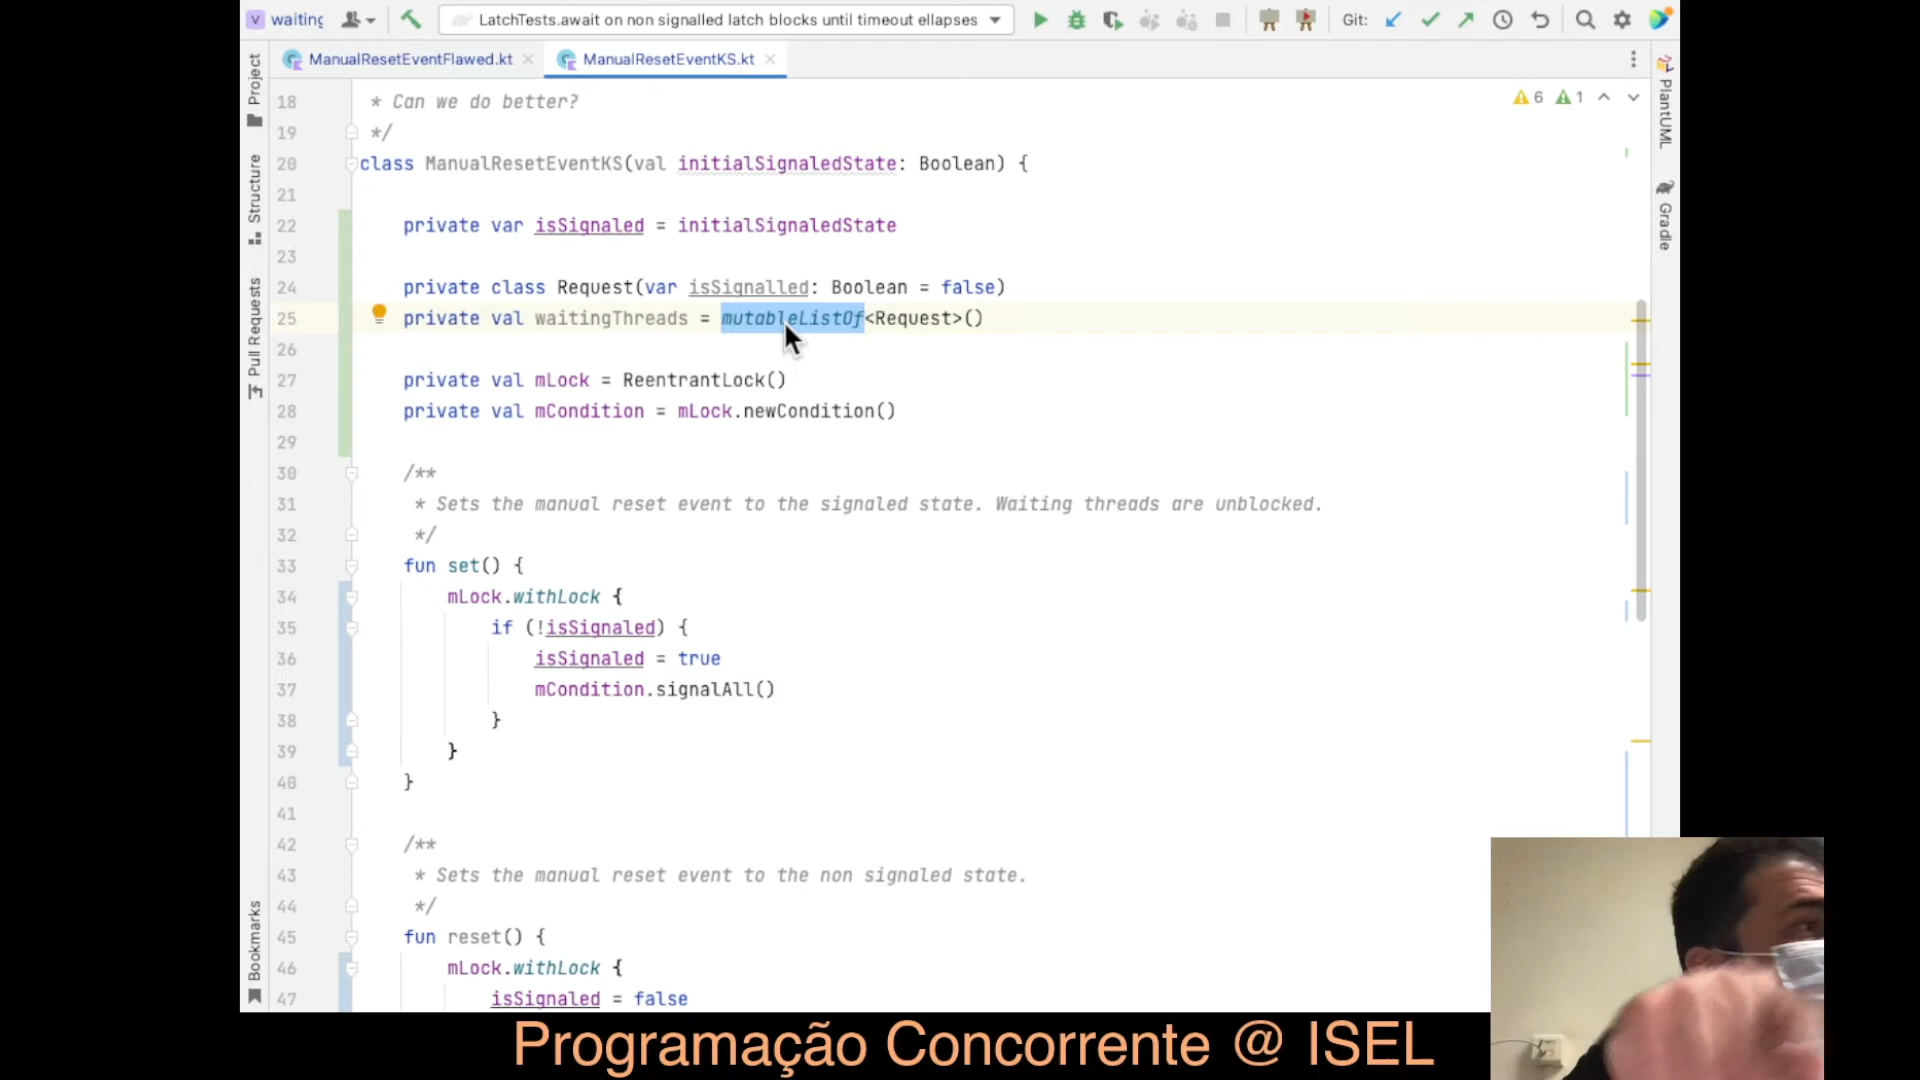 waiting
LatchTests.await on non signalled latch blocks until timeout ellapses
Git:
ManualResetEventFlawed.kt
ManualResetEventKS.kt
Project
Structure
Pull Requests
Bookmarks
PlantUML
Gradle
6 1
18 * Can we do better?
19 */
20 class ManualResetEventKS(val initialSignaledState: Boolean) {
21
22 private var isSignaled = initialSignaledState
23
24 private class Request(var isSignalled: Boolean = false)
25 private val waitingThreads = mutableListOf<Request>()
26
27 private val mLock = ReentrantLock()
28 private val mCondition = mLock.newCondition()
29
30 /**
31 * Sets the manual reset event to the signaled state. Waiting threads are unblocked.
32 */
33 fun set() {
34 mLock.withLock {
35 if (!isSignaled) {
36 isSignaled = true
37 mCondition.signalAll()
38 }
39 }
40 }
41
42 /**
43 * Sets the manual reset event to the non signaled state.
44 */
45 fun reset() {
46 mLock.withLock {
47 isSignaled = false
Programação Concorrente @ ISEL